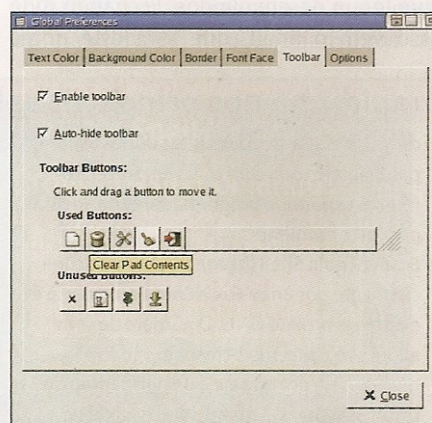 Global Preferences
Text Color Background Color Border Font Face Toolbar Options
Enable toolbar
Auto-hide toolbar
Toolbar Buttons:
Click and drag a button to move it.
Used Buttons:
Clear Pad Contents
Unused Buttons:
Close